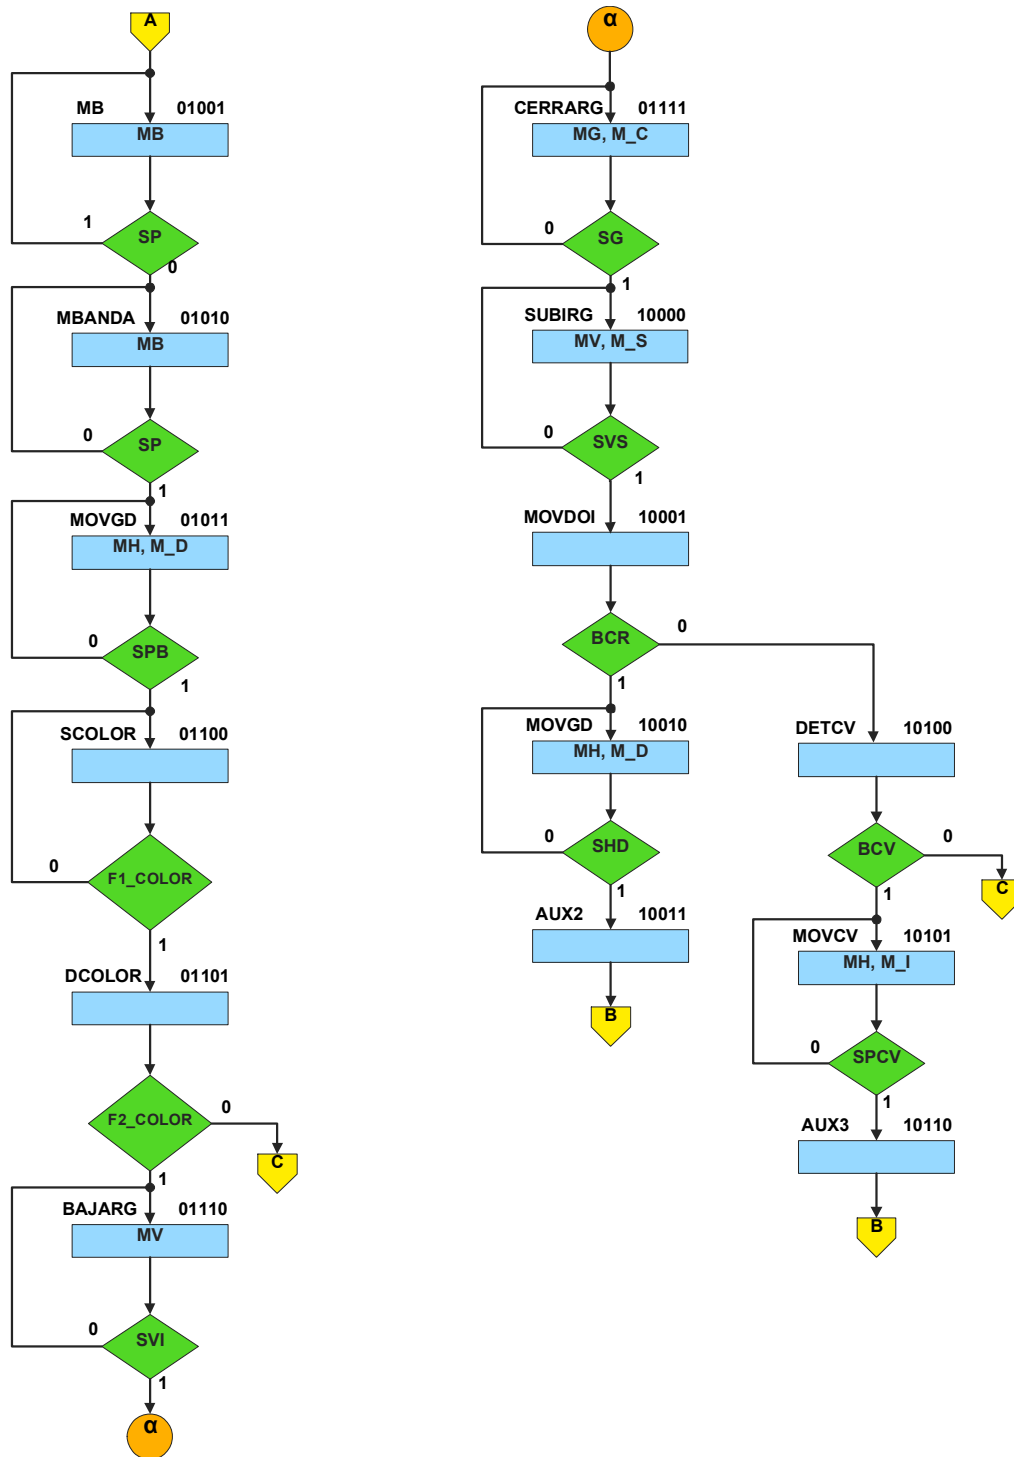 A
MB 01001
MB
1
SP
0
MBANDA 01010
MB
0
SP
1
MOVGD 01011
MH, M_D
0
SPB
1
SCOLOR 01100
0
F1_COLOR
1
DCOLOR 01101
F2_COLOR
0
C
1
BAJARG 01110
MV
0
SVI
1
α
α
CERRARG 01111
MG, M_C
0
SG
1
SUBIRG 10000
MV, M_S
0
SVS
1
MOVDOI 10001
BCR
0
1
MOVGD 10010
MH, M_D
0
SHD
1
AUX2 10011
B
DETCV 10100
BCV
0
C
1
MOVCV 10101
MH, M_I
0
SPCV
1
AUX3 10110
B